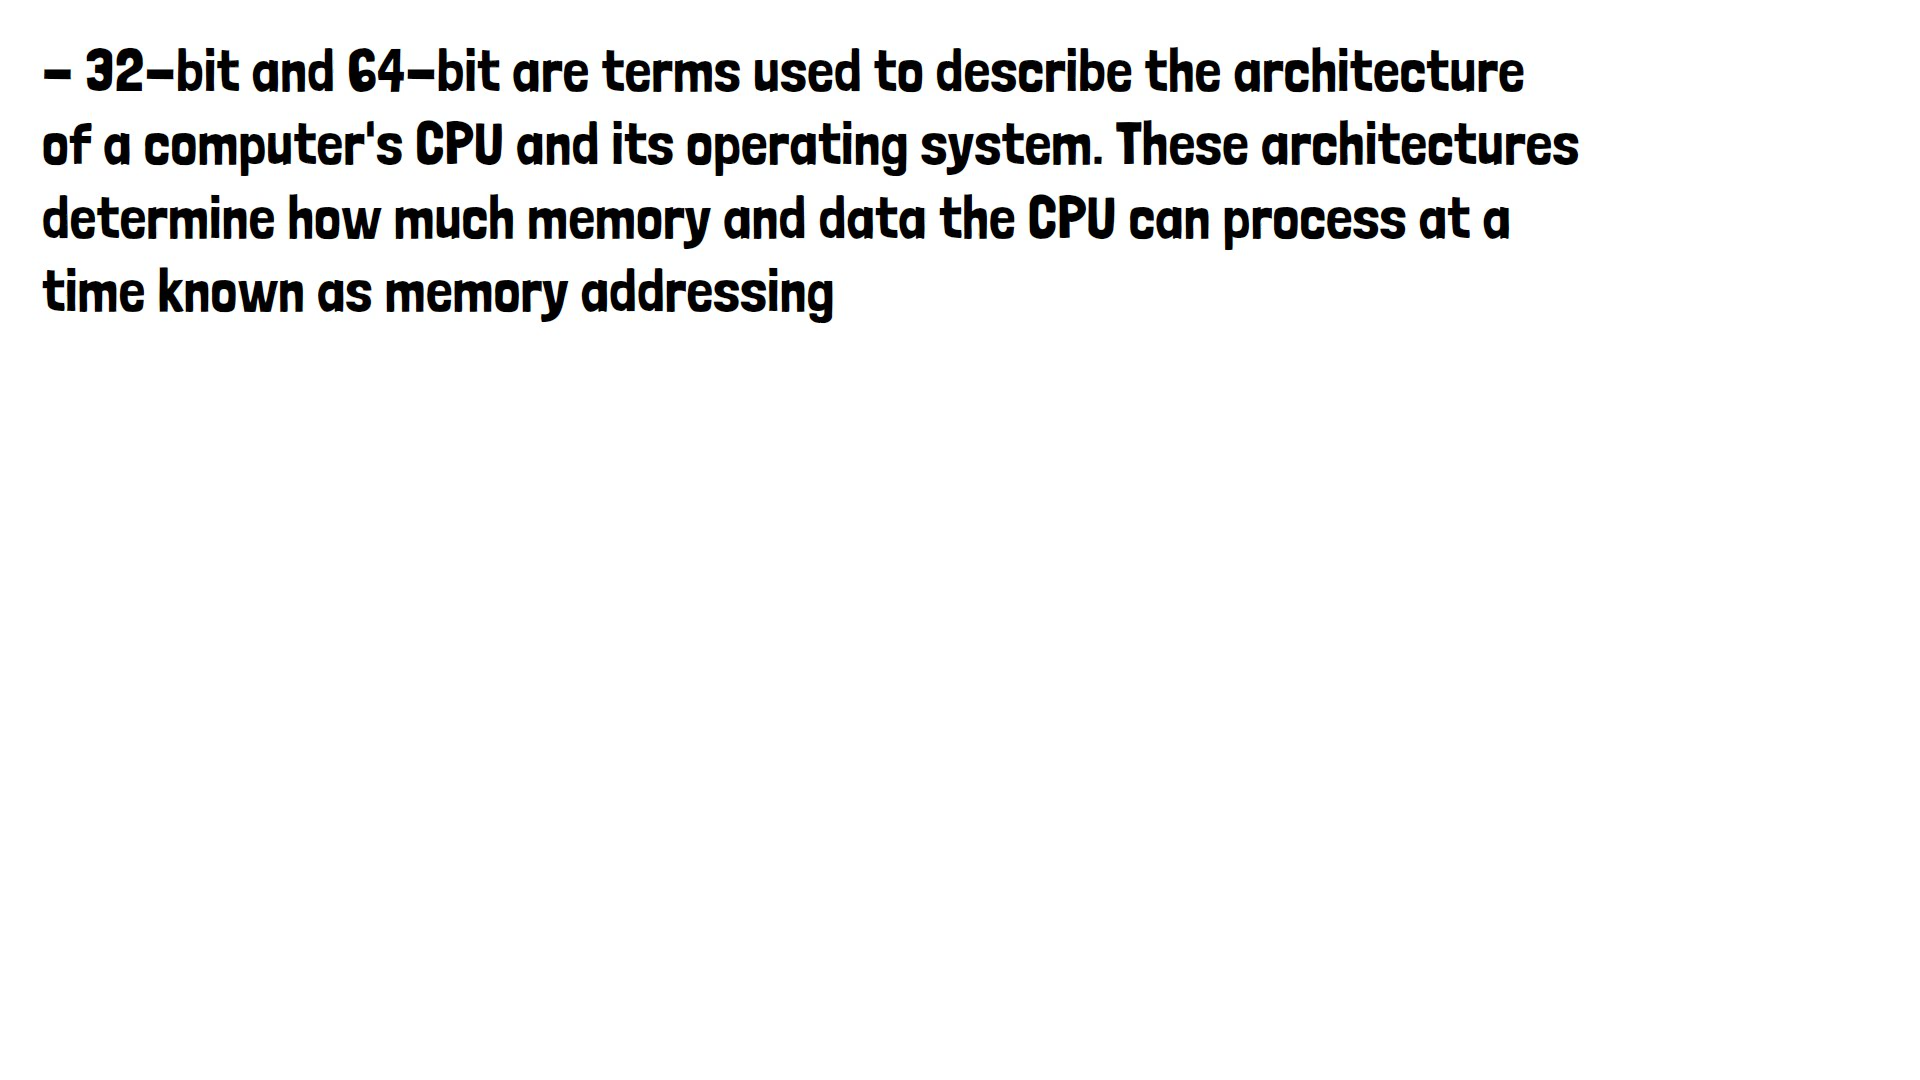 - 32-bit and 64-bit are terms used to describe the architecture
of a computer's CPU and its operating system. These architectures
determine how much memory and data the CPU can process at a
time known as memory addressing